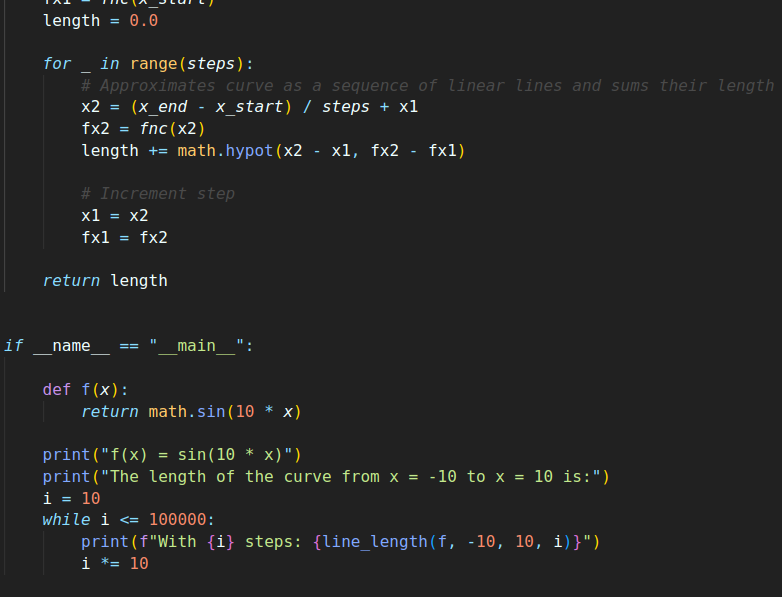 fx1 = fnc(x_start)
length = 0.0
for _ in range(steps):
# Approximates curve as a sequence of linear lines and sums their length
x2 = (x_end - x_start) / steps + x1
fx2 = fnc(x2)
length += math.hypot(x2 - x1, fx2 - fx1)
# Increment step
x1 = x2
fx1 = fx2
return length
if __name__ == "__main__":
def f(x):
return math.sin(10 * x)
print("f(x) = sin(10 * x)")
print("The length of the curve from x = -10 to x = 10 is:")
i = 10
while i <= 100000:
print(f"With {i} steps: {line_length(f, -10, 10, i)}")
i *= 10